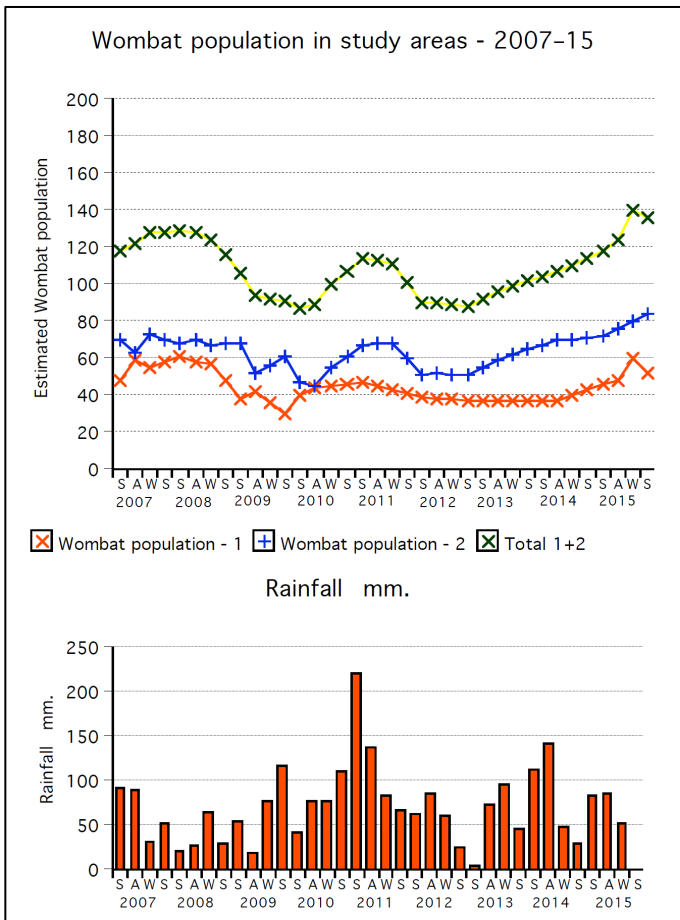 Wombat population in study areas - 2007–15
200
180
160
140
120
100
80
60
40
20
0
Estimated Wombat population
S A W S S A W S S A W S S A W S S A W S S A W S S A W S S A W S S A W S
2007 2008 2009 2010 2011 2012 2013 2014 2015
Wombat population - 1 Wombat population - 2 Total 1+2
Rainfall mm.
250
200
150
100
50
0
Rainfall mm.
S A W S S A W S S A W S S A W S S A W S S A W S S A W S S A W S S A W S
2007 2008 2009 2010 2011 2012 2013 2014 2015